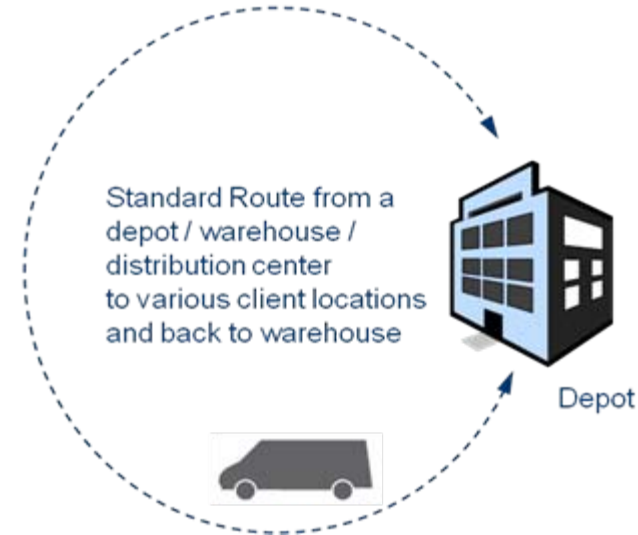 Standard Route from a
depot / warehouse /
distribution center
to various client locations
and back to warehouse
Depot